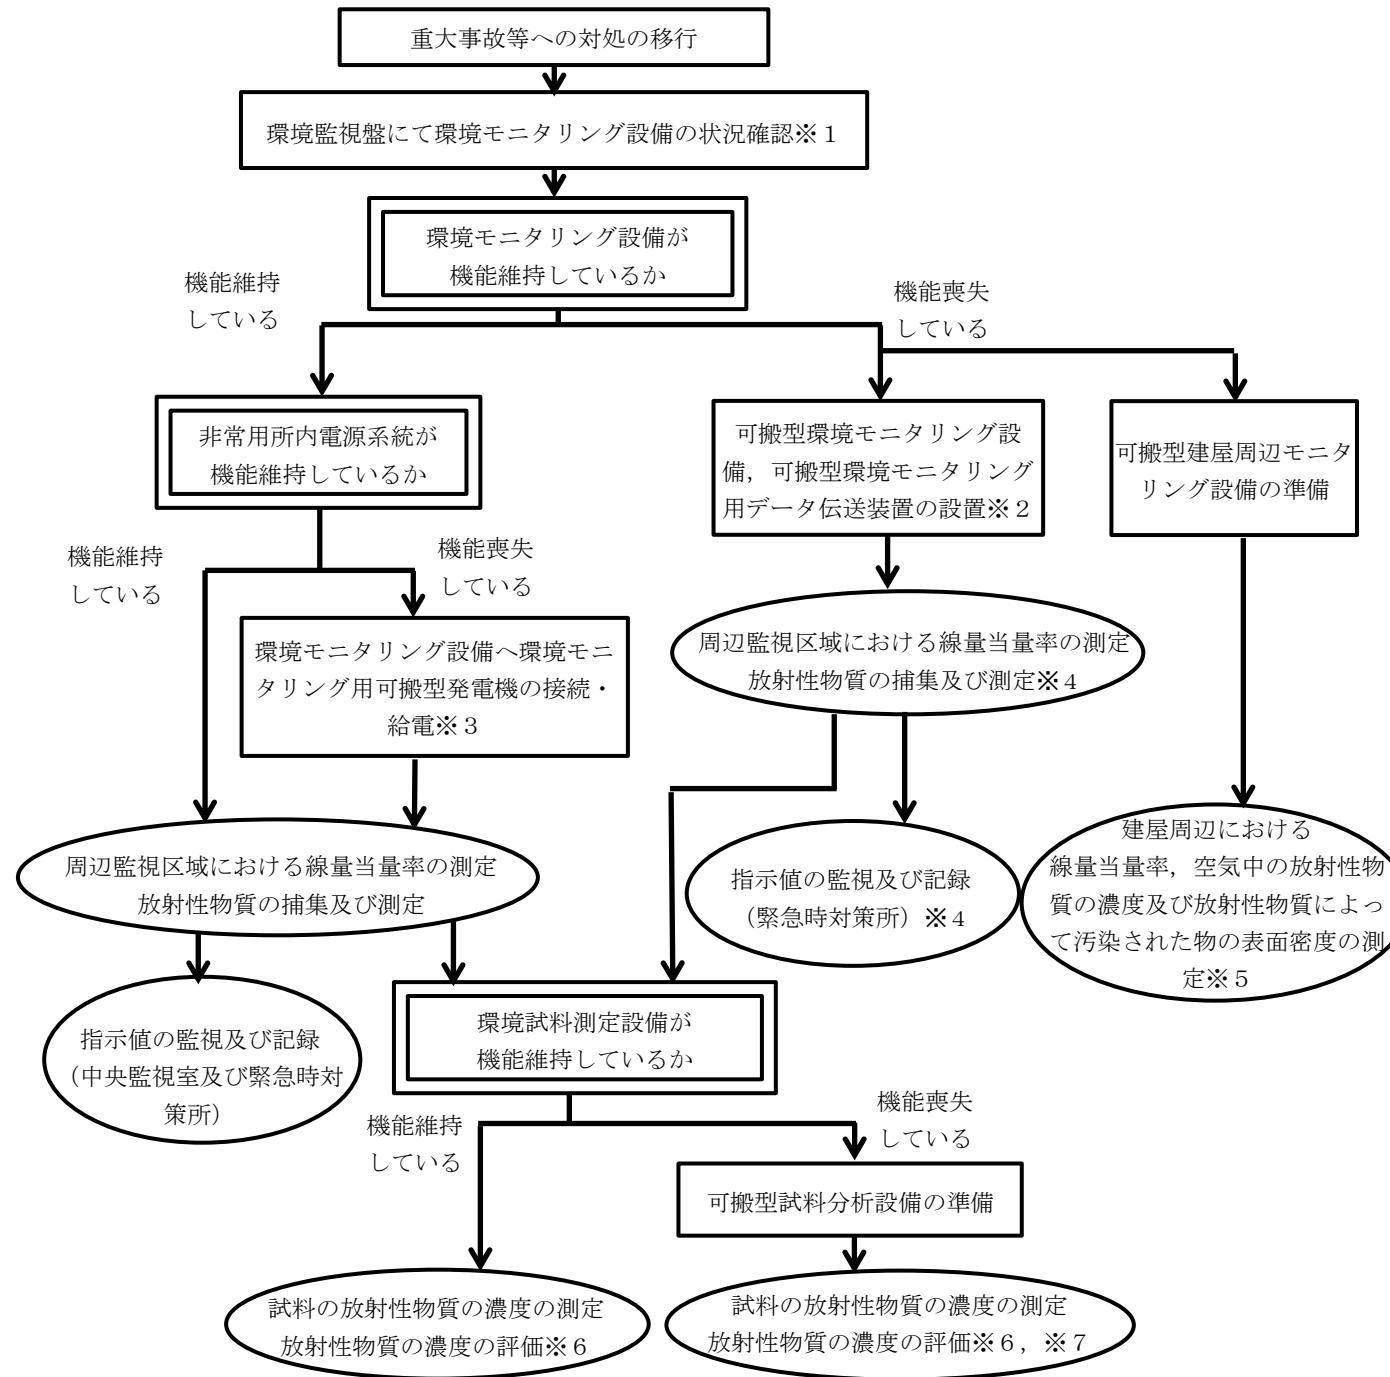 重大事故等への対処の移行
環境監視盤にて環境モニタリング設備の状況確認※１
環境モニタリング設備が
機能維持しているか
機能維持
している
機能喪失
している
非常用所内電源系統が
機能維持しているか
可搬型環境モニタリング設
備，可搬型環境モニタリング
用データ伝送装置の設置※２
可搬型建屋周辺モニタ
リング設備の準備
機能維持
している
機能喪失
している
環境モニタリング設備へ環境モニ
タリング用可搬型発電機の接続・
給電※３
周辺監視区域における線量当量率の測定
放射性物質の捕集及び測定※４
周辺監視区域における線量当量率の測定
放射性物質の捕集及び測定
指示値の監視及び記録
（緊急時対策所）※４
建屋周辺における
線量当量率，空気中の放射性物
質の濃度及び放射性物質によっ
て汚染された物の表面密度の測
定※５
指示値の監視及び記録
（中央監視室及び緊急時対
策所）
環境試料測定設備が
機能維持しているか
機能維持
している
機能喪失
している
可搬型試料分析設備の準備
試料の放射性物質の濃度の測定
放射性物質の濃度の評価※６
試料の放射性物質の濃度の測定
放射性物質の濃度の評価※６，※７